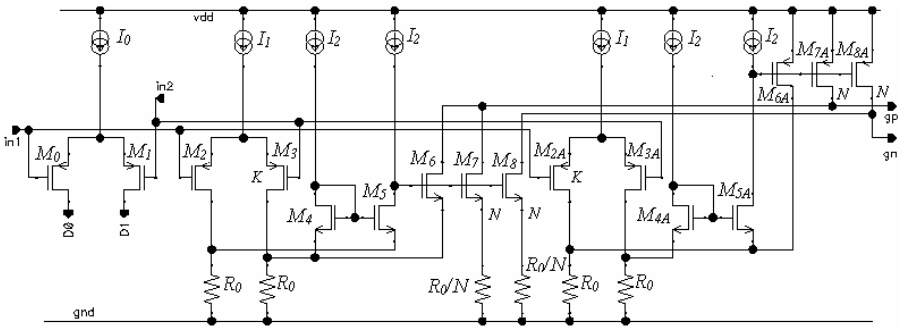 vdd
I0 I1 I2 I2 I1 I2 I2
M7A M8A
M6A N N
in2
gp
in1
gn
M0 M1 M2 M3 M6 M7 M8 M2A M3A
K K
M4 M5 N N M4A M5A
D0 D1
R0 R0 R0/N R0/N R0 R0
gnd